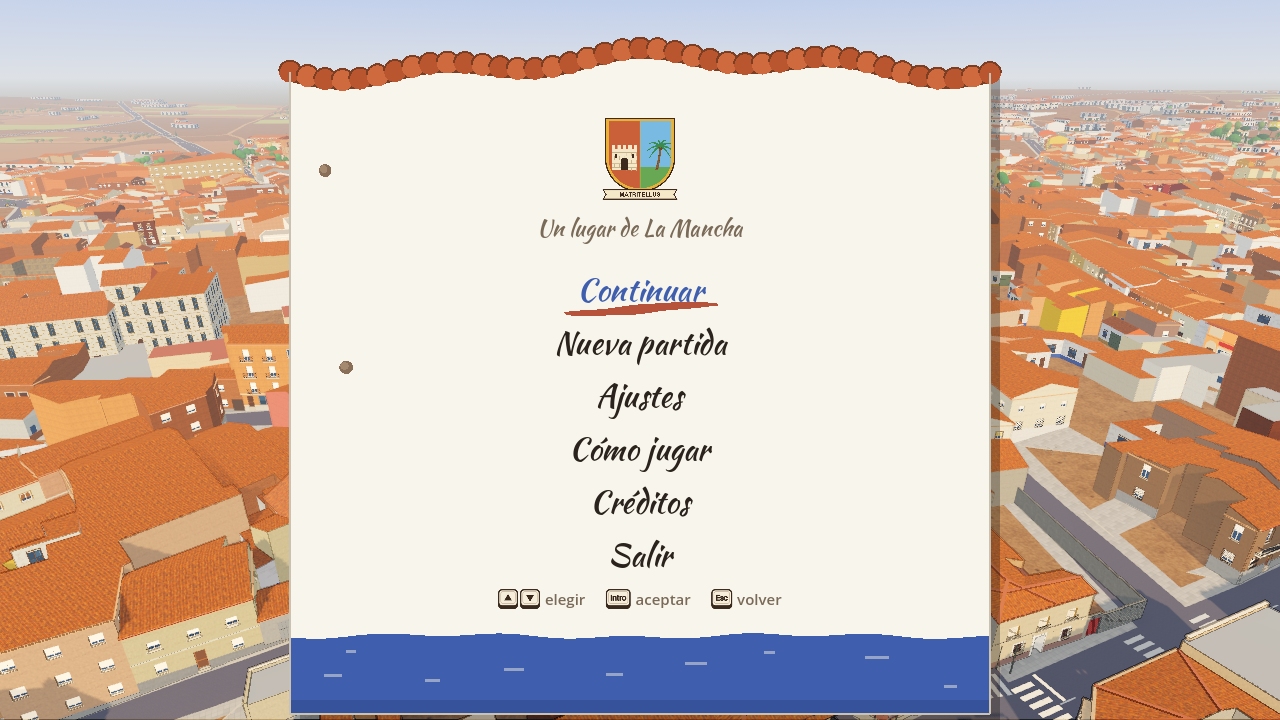 MATRITELLUS
Un lugar de La Mancha
Continuar
Nueva partida
Ajustes
Cómo jugar
Créditos
Salir
elegir Intro aceptar Esc volver